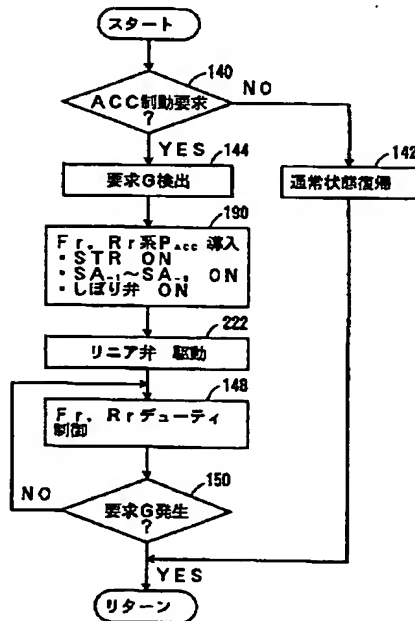 スタート
140
ACC制動要求
?
NO
YES
144
142
要求G検出
通常状態復帰
190
Fr，Rr系PACC導入
・STR ON
・SA-1～SA-3 ON
・しぼり弁 ON
222
リニア弁 駆動
148
Fr，Rrデューティ
制御
150
NO
要求G発生
?
YES
リターン